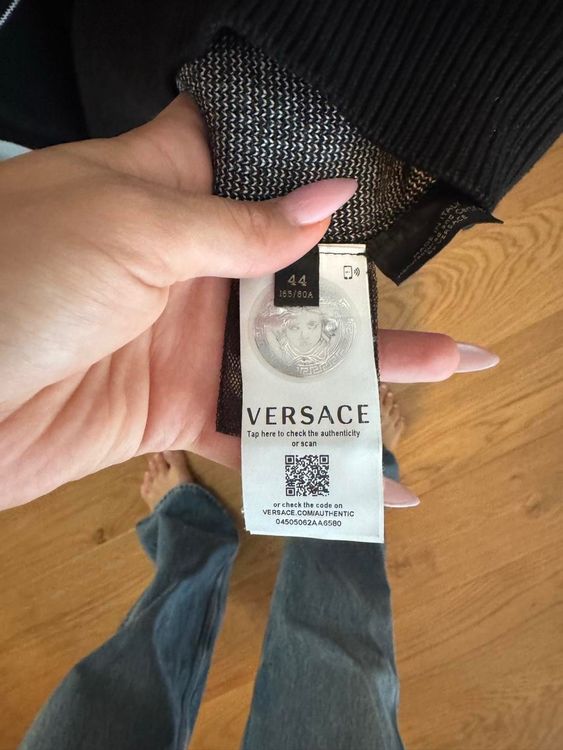 44
165/80A
VERSACE
Tap here to check the authenticity
or scan
or check the code on
VERSACE.COM/AUTHENTIC
04505062AA6580